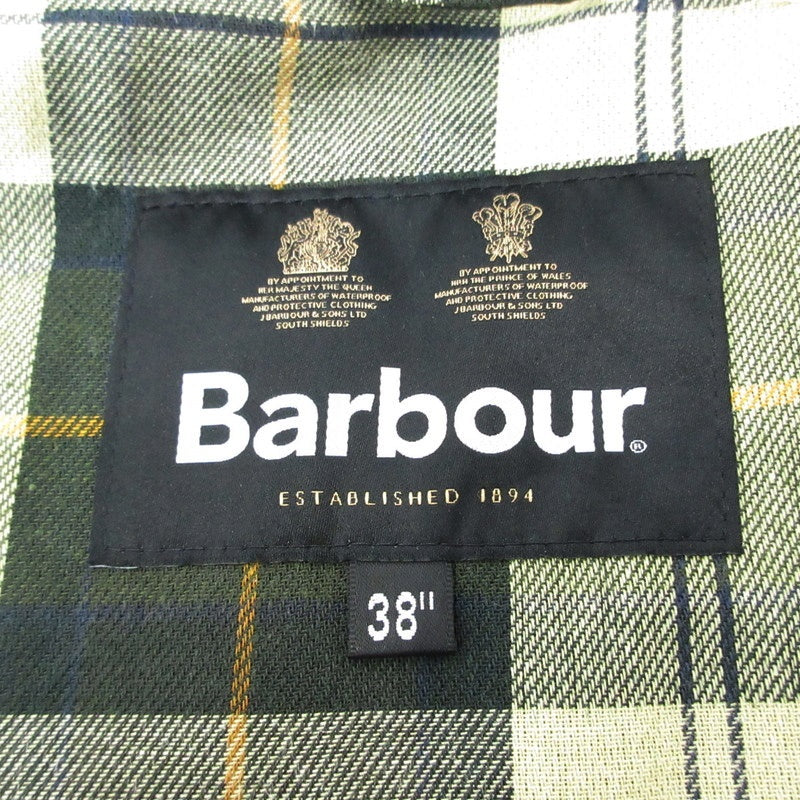 BY APPOINTMENT TO
HER MAJESTY THE QUEEN
MANUFACTURERS OF WATERPROOF
AND PROTECTIVE CLOTHING
J BARBOUR & SONS LTD
SOUTH SHIELDS
BY APPOINTMENT TO
HRH THE PRINCE OF WALES
MANUFACTURERS OF WATERPROOF
AND PROTECTIVE CLOTHING
J BARBOUR & SONS LTD
SOUTH SHIELDS
Barbour®
ESTABLISHED 1894
38"